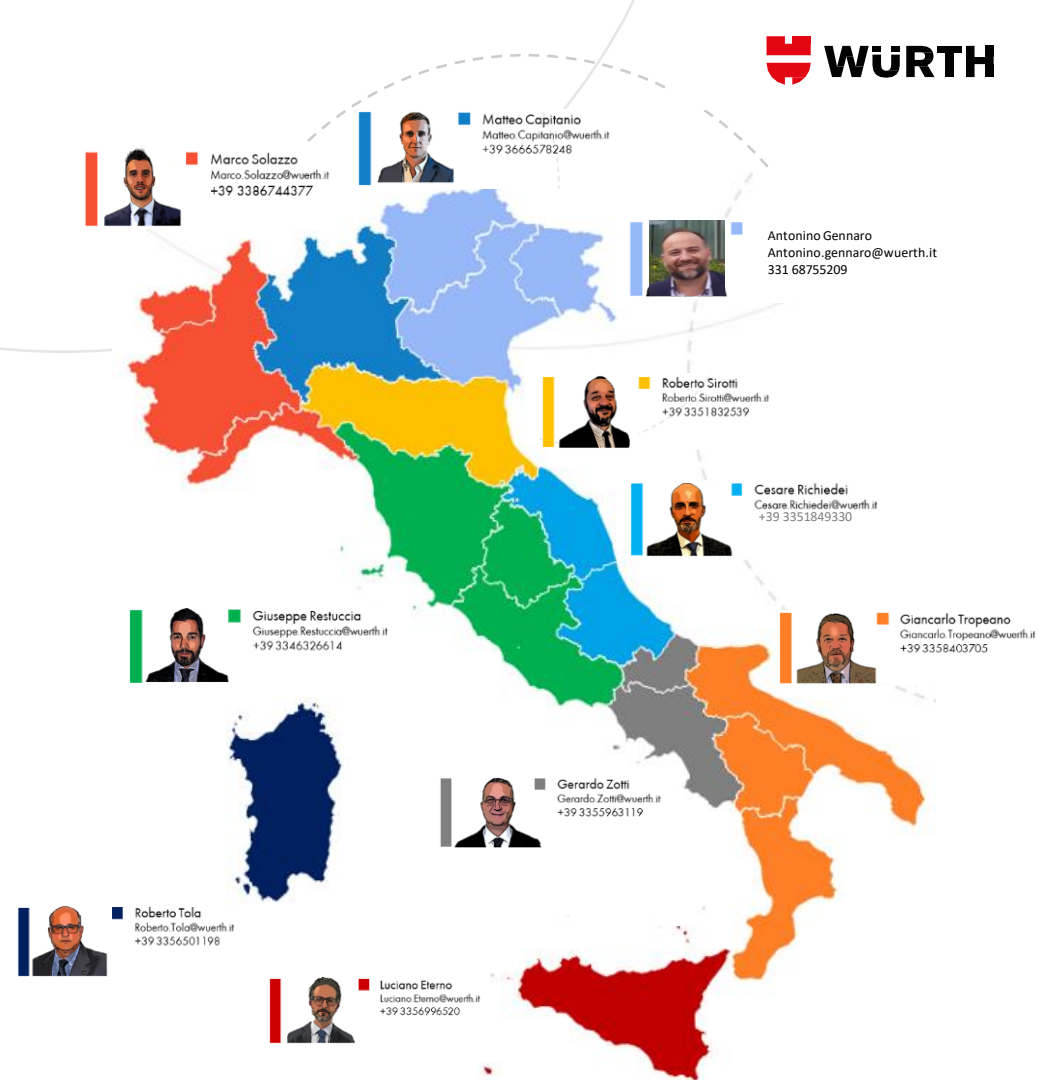 WÜRTH
Matteo Capitanio
Matteo.Capitanio@wuerth.it
+39 3666578248
Marco Solazzo
Marco.Solazzo@wuerth.it
+39 3386744377
Antonino Gennaro
Antonino.gennaro@wuerth.it
331 68755209
Roberto Sirotti
Roberto.Sirotti@wuerth.it
+39 3351832539
Cesare Richiedei
Cesare.Richiedei@wuerth.it
+39 3351849330
Giuseppe Restuccia
Giuseppe.Restuccia@wuerth.it
+39 3346326614
Giancarlo Tropeano
Giancarlo.Tropeano@wuerth.it
+39 3358403705
Gerardo Zotti
Gerardo.Zotti@wuerth.it
+39 3355963119
Roberto Tola
Roberto.Tola@wuerth.it
+39 3356501198
Luciano Eterno
Luciano.Eterno@wuerth.it
+39 3356996520